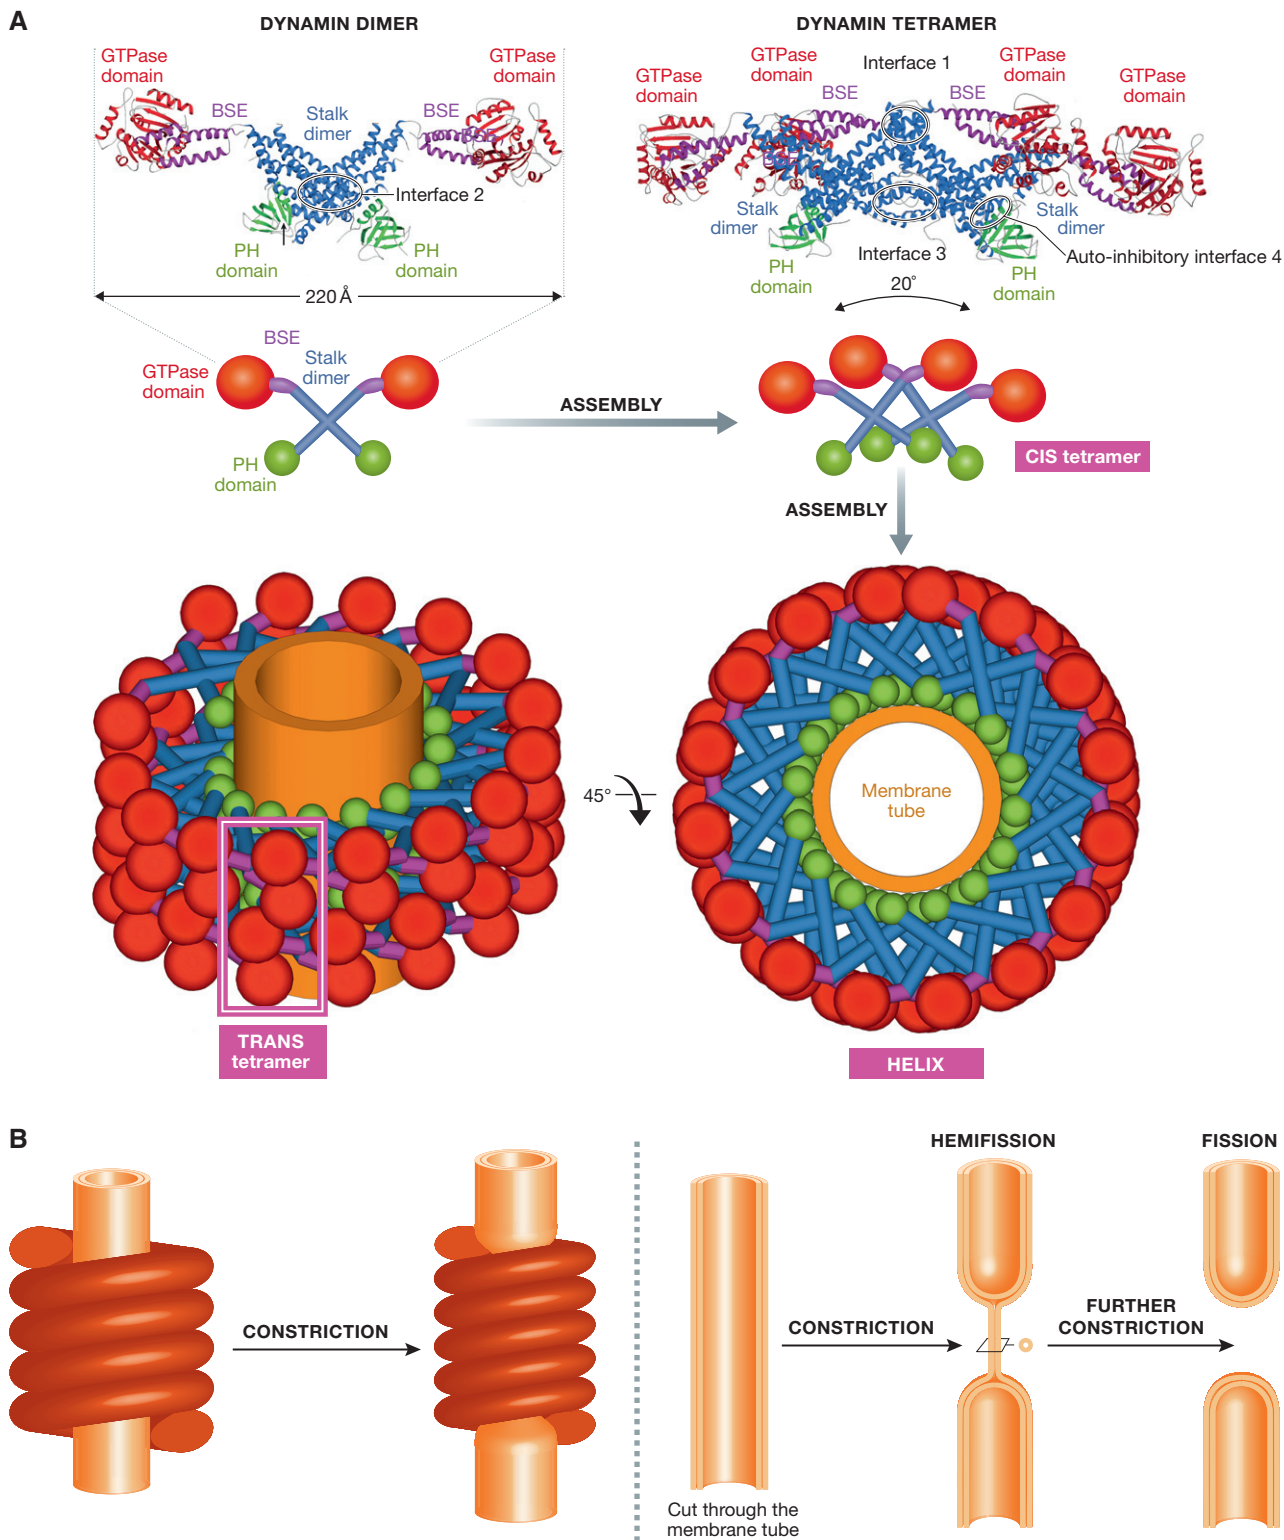 A
DYNAMIN DIMER
GTPase
domain
BSE
Stalk
dimer
BSE
GTPase
domain
BSE
Interface 2
PH
domain
PH
domain
220 Å
DYNAMIN TETRAMER
GTPase
domain
GTPase
domain
BSE
Interface 1
BSE
GTPase
domain
GTPase
domain
BSE
Stalk
dimer
PH
domain
Interface 3
Stalk
dimer
Auto-inhibitory interface 4
PH
domain
20°
GTPase
domain
BSE
Stalk
dimer
PH
domain
ASSEMBLY
CIS tetramer
ASSEMBLY
45°
Membrane
tube
TRANS
tetramer
HELIX
B
CONSTRICTION
Cut through the
membrane tube
CONSTRICTION
HEMIFISSION
FURTHER
CONSTRICTION
FISSION